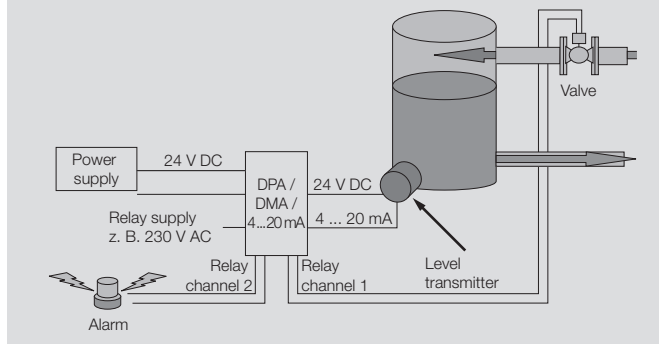 Valve
Power
supply
24 V DC
DPA /
DMA /
4...20 mA
24 V DC
4 ... 20 mA
Relay supply
z. B. 230 V AC
Relay
channel 2
Relay
channel 1
Level
transmitter
Alarm